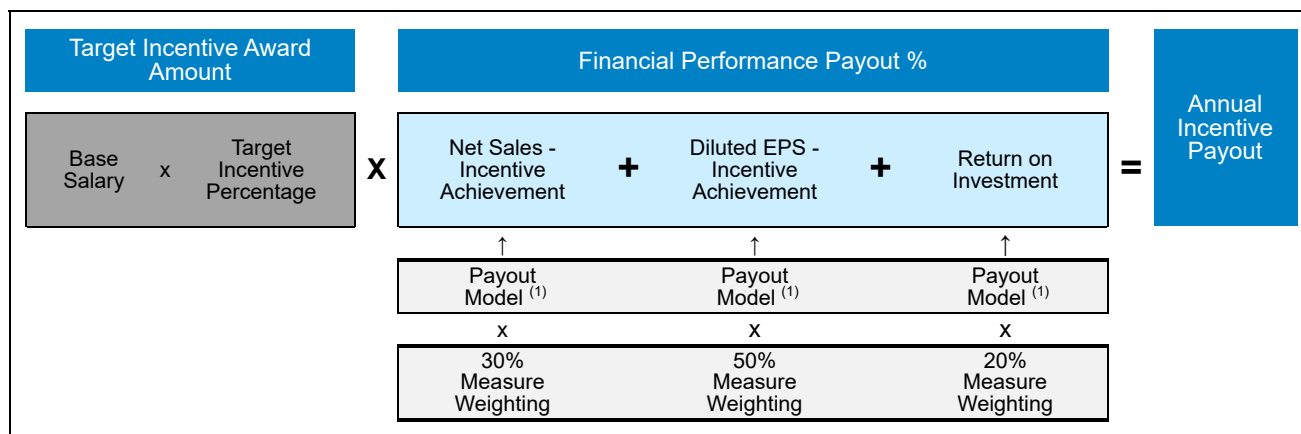 Target Incentive Award
Amount
Financial Performance Payout %
Annual
Incentive
Payout
Base
Salary
x
Target
Incentive
Percentage
X
Net Sales -
Incentive
Achievement
+
Diluted EPS -
Incentive
Achievement
+
Return on
Investment
=
↑ ↑ ↑
Payout
Model (1)
Payout
Model (1)
Payout
Model (1)
x x x
30%
Measure
Weighting
50%
Measure
Weighting
20%
Measure
Weighting